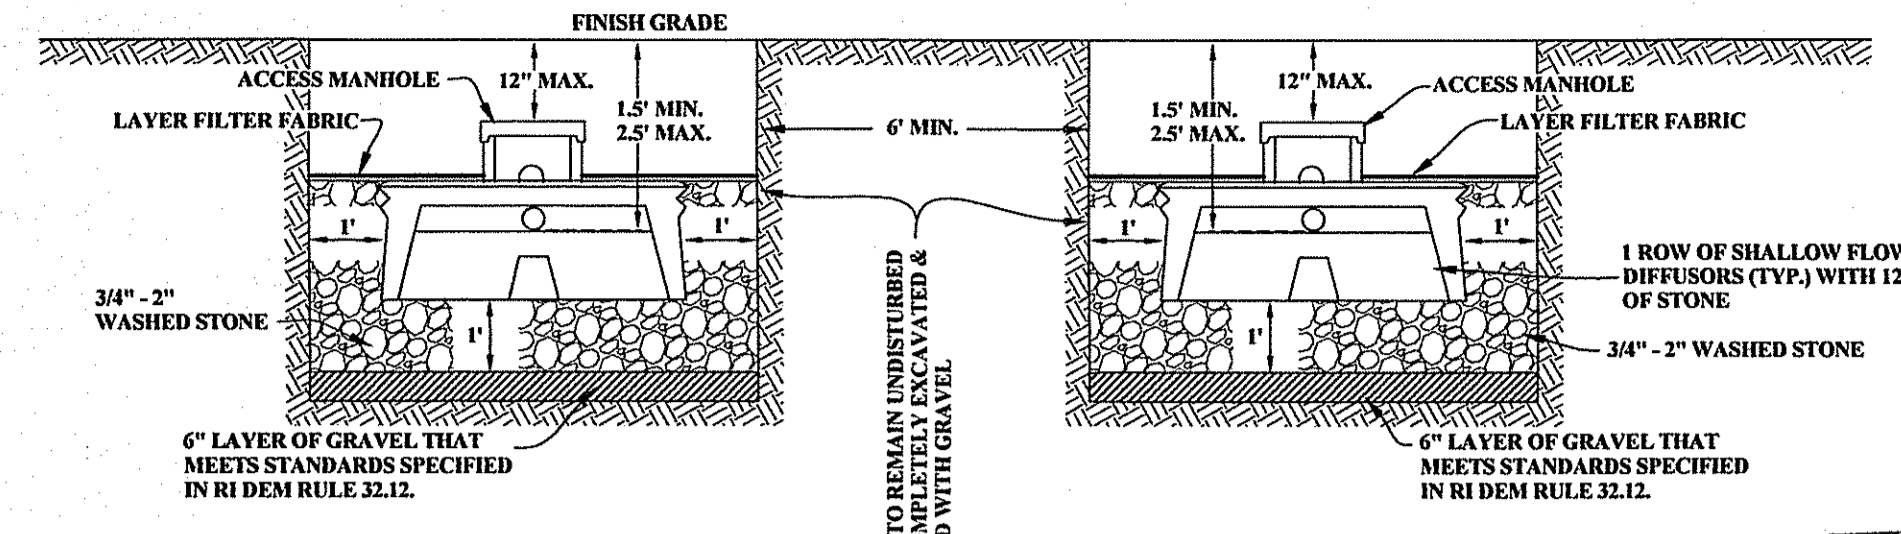 FINISH GRADE
ACCESS MANHOLE
12" MAX.
LAYER FILTER FABRIC
1.5' MIN.
2.5' MAX.
6' MIN.
1.5' MIN.
2.5' MAX.
12" MAX.
ACCESS MANHOLE
LAYER FILTER FABRIC
1'
1'
1'
1'
3/4" - 2"
WASHED STONE
1'
1'
1 ROW OF SHALLOW FLOW
DIFFUSORS (TYP.) WITH 12
OF STONE
3/4" - 2" WASHED STONE
6" LAYER OF GRAVEL THAT
MEETS STANDARDS SPECIFIED
IN RI DEM RULE 32.12.
TO REMAIN UNDISTURBED
MPLETELY EXCAVATED &
D WITH GRAVEL
6" LAYER OF GRAVEL THAT
MEETS STANDARDS SPECIFIED
IN RI DEM RULE 32.12.